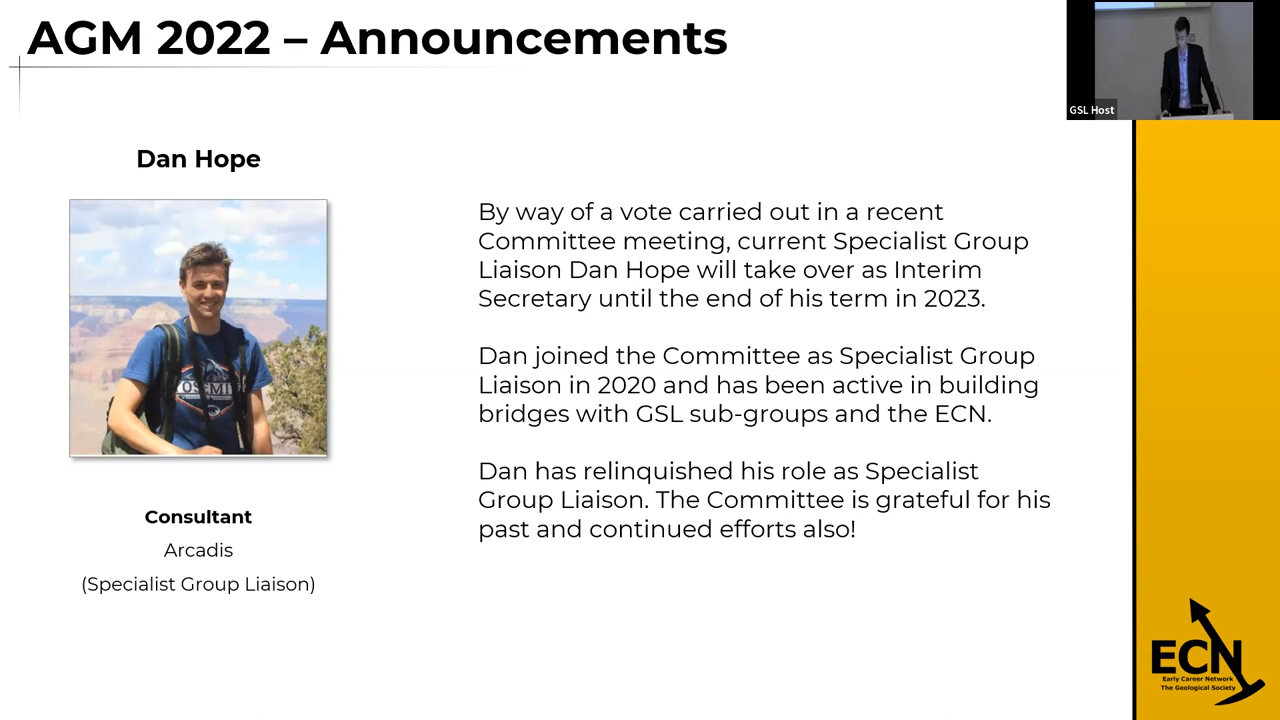 AGM 2022 – Announcements
GSL Host
Dan Hope
By way of a vote carried out in a recent
Committee meeting, current Specialist Group
Liaison Dan Hope will take over as Interim
Secretary until the end of his term in 2023.
Dan joined the Committee as Specialist Group
Liaison in 2020 and has been active in building
bridges with GSL sub-groups and the ECN.
Dan has relinquished his role as Specialist
Group Liaison. The Committee is grateful for his
past and continued efforts also!
Consultant
Arcadis
(Specialist Group Liaison)
ECN
Early Career Network
The Geological Society